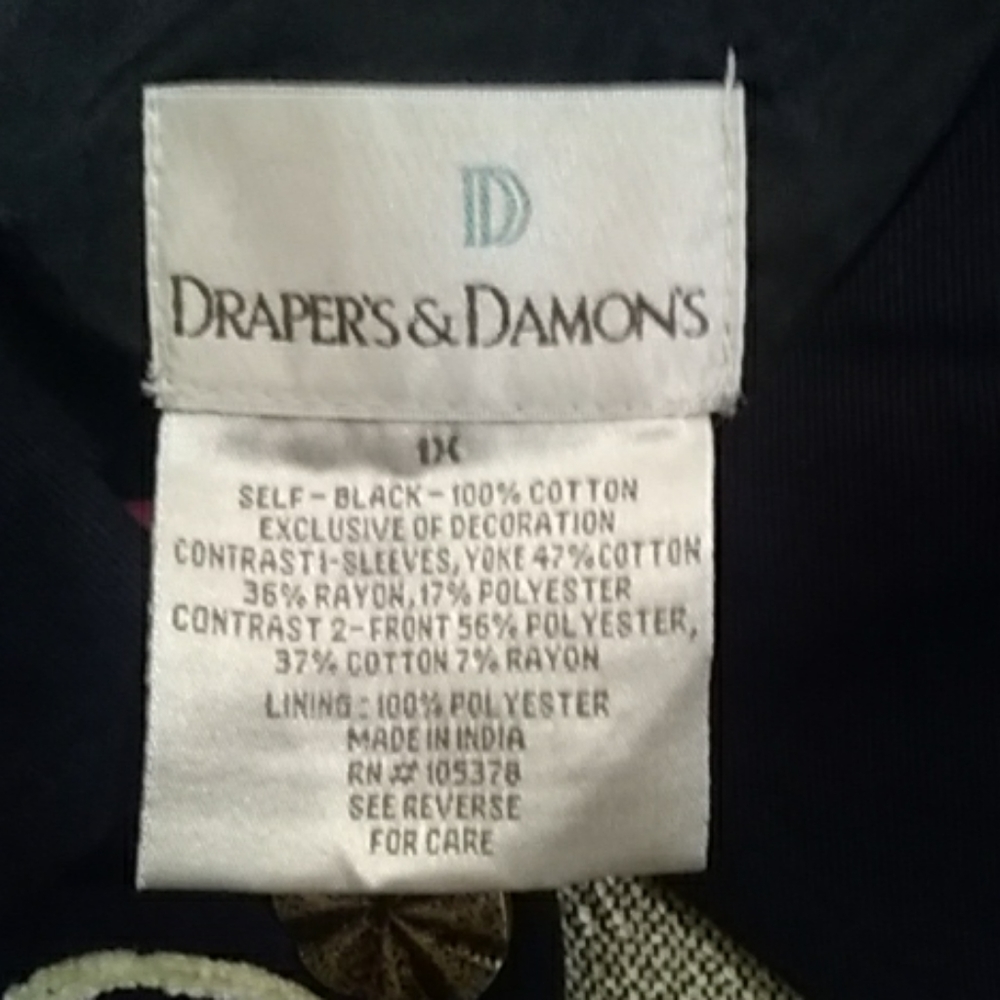 D
DRAPER'S & DAMON'S
1X
SELF - BLACK - 100% COTTON
EXCLUSIVE OF DECORATION
CONTRAST 1-SLEEVES, YOKE 47% COTTON
36% RAYON, 17% POLYESTER
CONTRAST 2-FRONT 56% POLYESTER,
37% COTTON 7% RAYON
LINING : 100% POLYESTER
MADE IN INDIA
RN # 105378
SEE REVERSE
FOR CARE